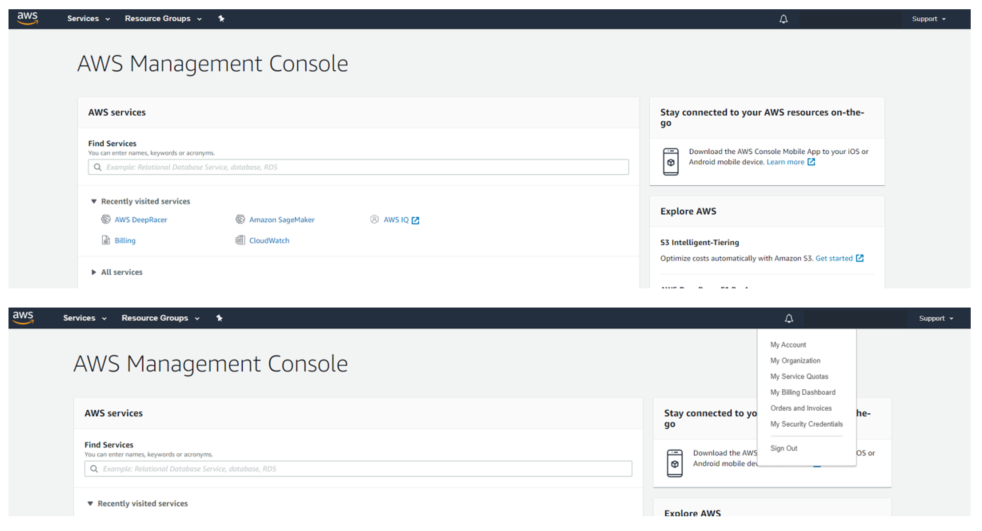 aws Services Resource Groups Support
AWS Management Console
AWS services
Find Services
You can enter names, keywords or acronyms.
Example: Relational Database Service, database, RDS
Recently visited services
AWS DeepRacer Amazon SageMaker AWS IQ
Billing CloudWatch
All services
Stay connected to your AWS resources on-the-
go
Download the AWS Console Mobile App to your iOS or
Android mobile device. Learn more
Explore AWS
S3 Intelligent-Tiering
Optimize costs automatically with Amazon S3. Get started
aws Services Resource Groups Support
AWS Management Console
AWS services
Find Services
You can enter names, keywords or acronyms.
Example: Relational Database Service, database, RDS
Recently visited services
My Account
My Organization
My Service Quotas
My Billing Dashboard
Orders and Invoices
My Security Credentials
Sign Out
Stay connected to yo he-
go
Download the AWS OS or
Android mobile de
Explore AWS